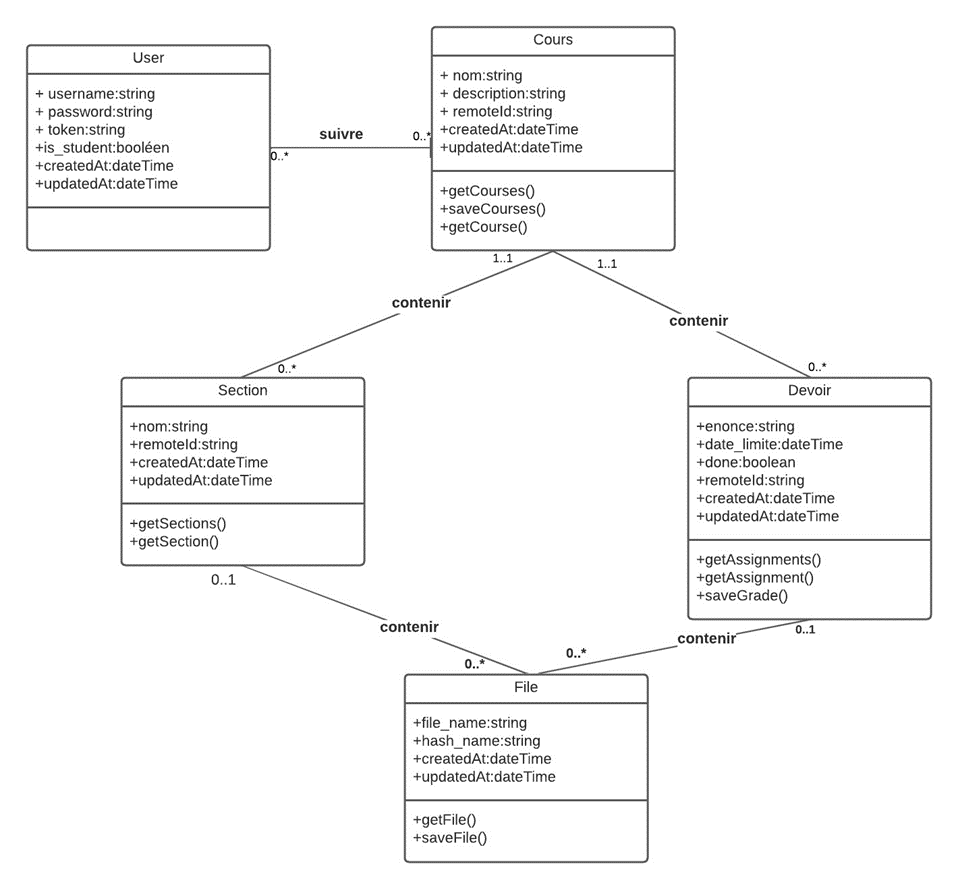 User
+ username:string
+ password:string
+ token:string
+is_student:booléen
+createdAt:dateTime
+updatedAt:dateTime
suivre
0..*
0..*
Cours
+ nom:string
+ description:string
+ remoteId:string
+createdAt:dateTime
+updatedAt:dateTime
+getCourses()
+saveCourses()
+getCourse()
1..1
1..1
contenir
contenir
0..*
0..*
Section
+nom:string
+remoteId:string
+createdAt:dateTime
+updatedAt:dateTime
+getSections()
+getSection()
0..1
Devoir
+enonce:string
+date_limite:dateTime
+done:boolean
+remoteId:string
+createdAt:dateTime
+updatedAt:dateTime
+getAssignments()
+getAssignment()
+saveGrade()
0..1
contenir
contenir
0..*
0..*
File
+file_name:string
+hash_name:string
+createdAt:dateTime
+updatedAt:dateTime
+getFile()
+saveFile()